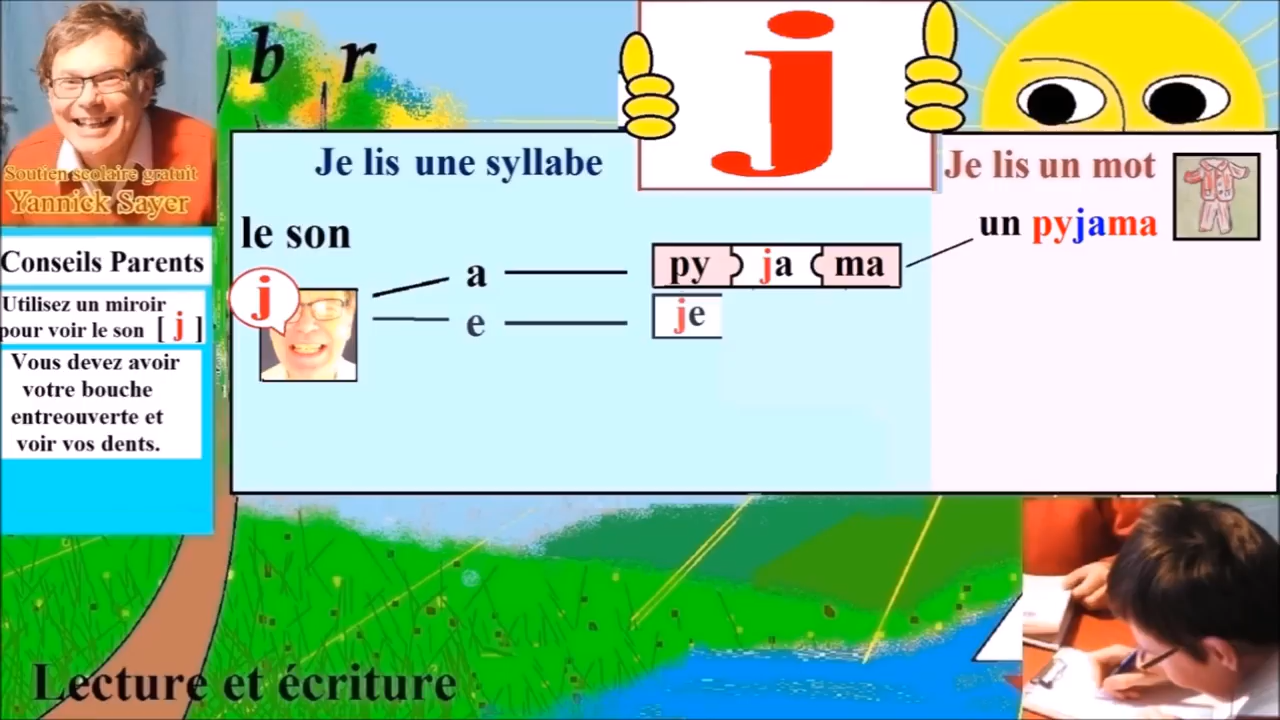 b r
j
Soutien scolaire gratuit
Yannick Sayer
Conseils Parents
Utilisez un miroir
pour voir le son [ j ]
Vous devez avoir
votre bouche
entreouverte et
voir vos dents.
Je lis une syllabe
le son
j
a
e
py ja ma
je
Je lis un mot
un pyjama
Lecture et écriture